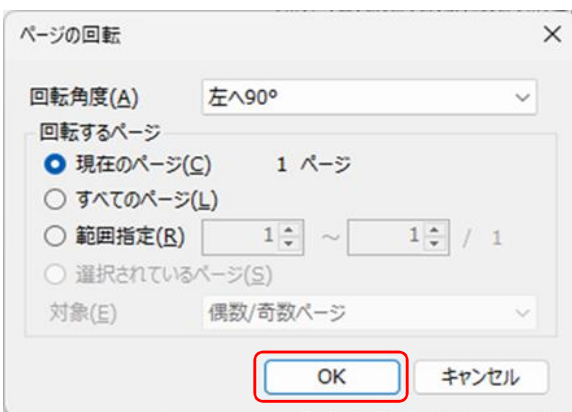 ページの回転
回転角度(A) 左へ90°
回転するページ
現在のページ(C) 1 ページ
すべてのページ(L)
範囲指定(R) 1 ～ 1 / 1
選択されているページ(S)
対象(E) 偶数/奇数ページ
OK キャンセル